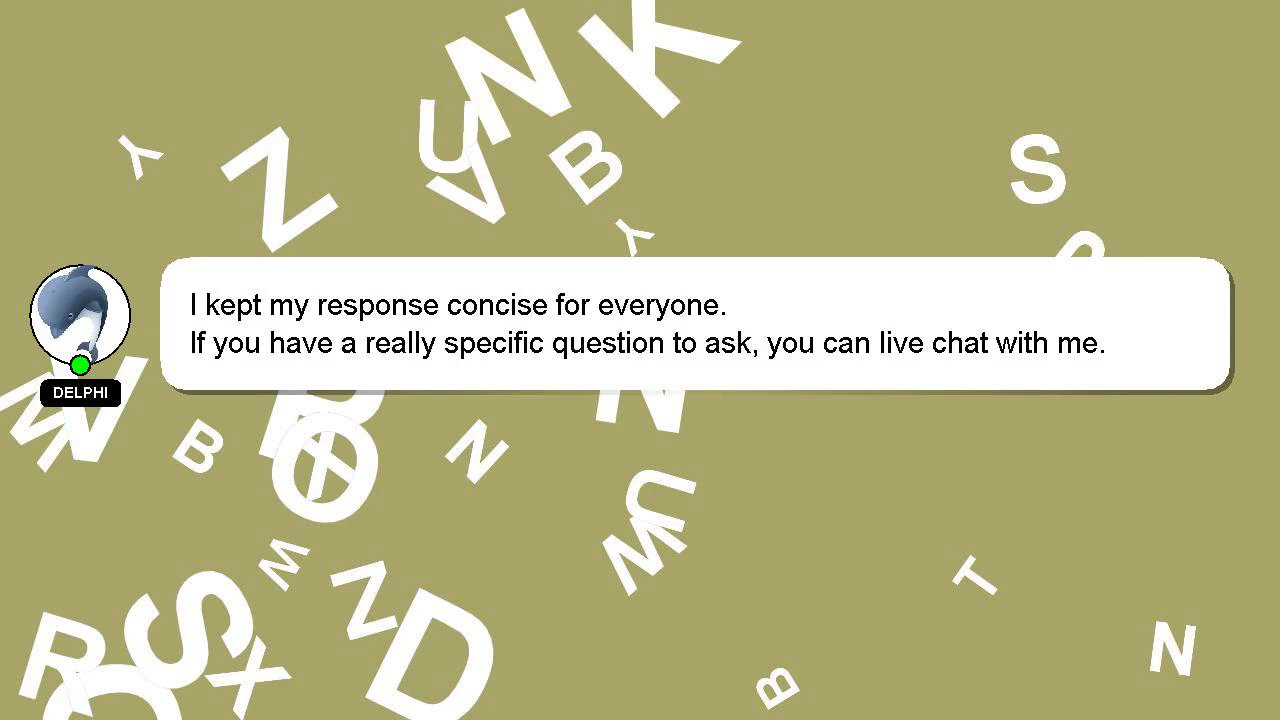 I kept my response concise for everyone.
If you have a really specific question to ask, you can live chat with me.
DELPHI
Y
Z
U
N
V
K
B
Y
S
M
W
B
R
O
X
N
N
U
W
W
Z
D
S
R
X
O
T
N
B